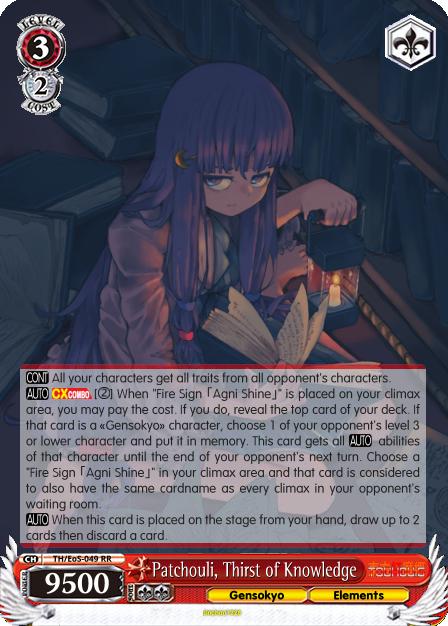 LEVEL
3
2
COST
CONT All your characters get all traits from all opponent's characters.
AUTO CX COMBO [②] When "Fire Sign「Agni Shine」" is placed on your climax
area, you may pay the cost. If you do, reveal the top card of your deck. If
that card is a «Gensokyo» character, choose 1 of your opponent's level 3
or lower character and put it in memory. This card gets all AUTO abilities
of that character until the end of your opponent's next turn. Choose a
"Fire Sign「Agni Shine」" in your climax area and that card is considered
to also have the same cardname as every climax in your opponent's
waiting room.
AUTO When this card is placed on the stage from your hand, draw up to 2
cards then discard a card.
CH TH/EoS-049 RR
POWER
9500
SOUL
Patchouli, Thirst of Knowledge
Gensokyo
Elements